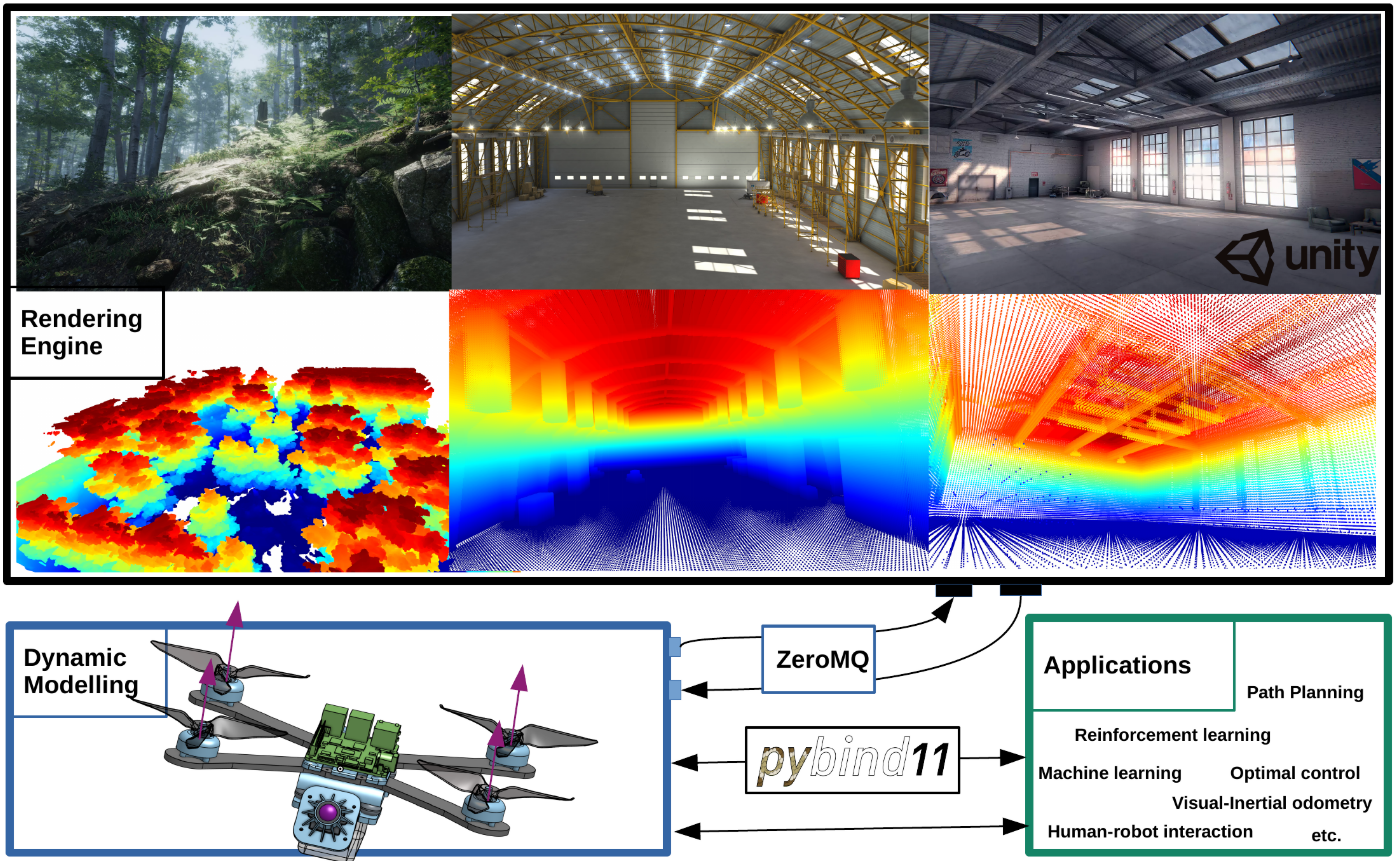 unity
Rendering
Engine
Dynamic
Modelling
ZeroMQ
pybind11
Applications
Path Planning
Reinforcement learning
Machine learning
Optimal control
Visual-Inertial odometry
Human-robot interaction
etc.